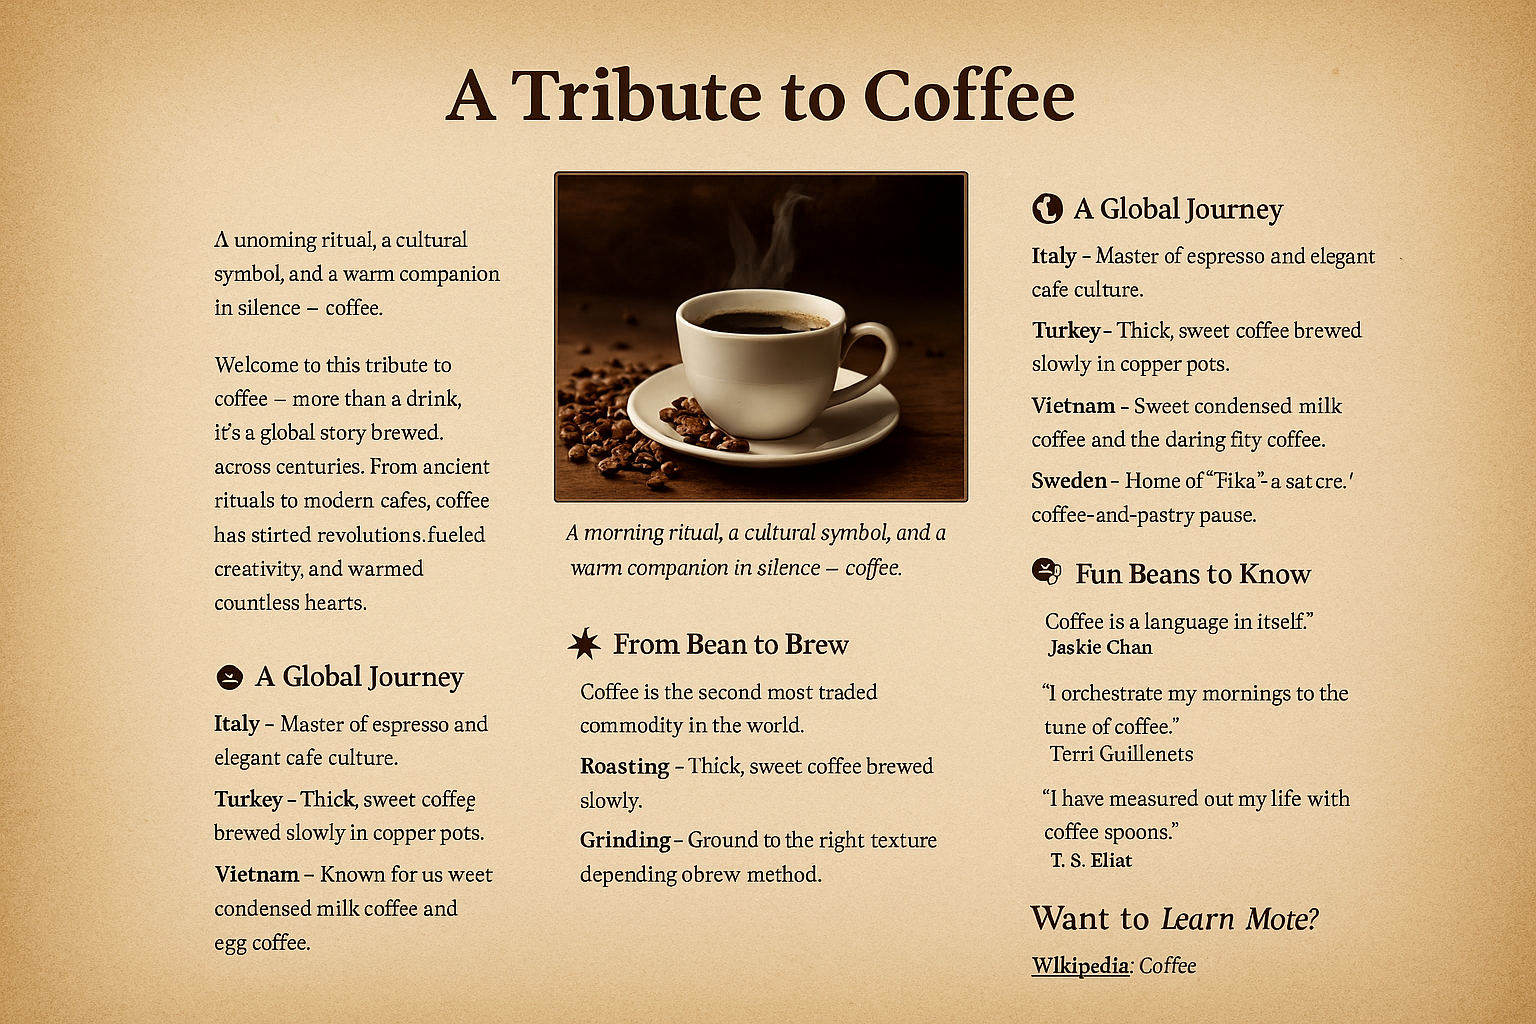 A Tribute to Coffee
A unoming ritual, a cultural
symbol, and a warm companion
in silence – coffee.
Welcome to this tribute to
coffee – more than a drink,
it's a global story brewed.
across centuries. From ancient
rituals to modern cafes, coffee
has stirted revolutions.fueled
creativity, and warmed
countless hearts.
A Global Journey
Italy – Master of espresso and
elegant cafe culture.
Turkey – Thick, sweet coffee
brewed slowly in copper pots.
Vietnam – Known for us weet
condensed milk coffee and
egg coffee.
A morning ritual, a cultural symbol, and a
warm companion in silence – coffee.
From Bean to Brew
Coffee is the second most traded
commodity in the world.
Roasting – Thick, sweet coffee brewed
slowly.
Grinding – Ground to the right texture
depending obrew method.
A Global Journey
Italy – Master of espresso and elegant
cafe culture.
Turkey – Thick, sweet coffee brewed
slowly in copper pots.
Vietnam – Sweet condensed milk
coffee and the daring fity coffee.
Sweden – Home of “Fika”- a sat cre.'
coffee-and-pastry pause.
Fun Beans to Know
Coffee is a language in itself.”
Jaskie Chan
“I orchestrate my mornings to the
tune of coffee.”
Terri Guillenets
“I have measured out my life with
coffee spoons.”
T. S. Eliat
Want to Learn Mote?
Wlkipedia: Coffee